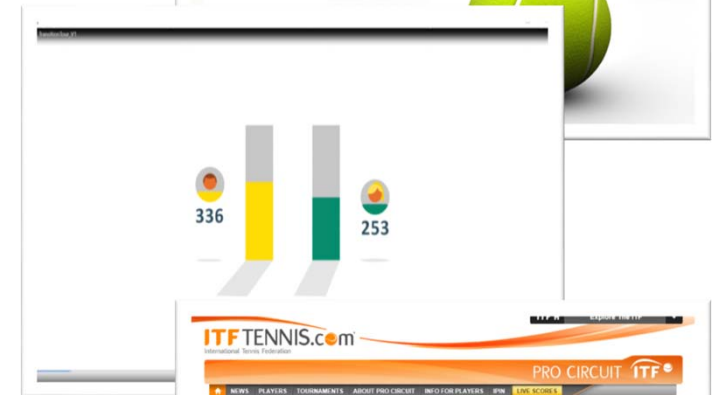 TransitionTour_V1
336
253
ITFTENNIS.com
International Tennis Federation
PRO CIRCUIT ITF
NEWS PLAYERS TOURNAMENTS ABOUT PRO CIRCUIT INFO FOR PLAYERS IPIN LIVE SCORES